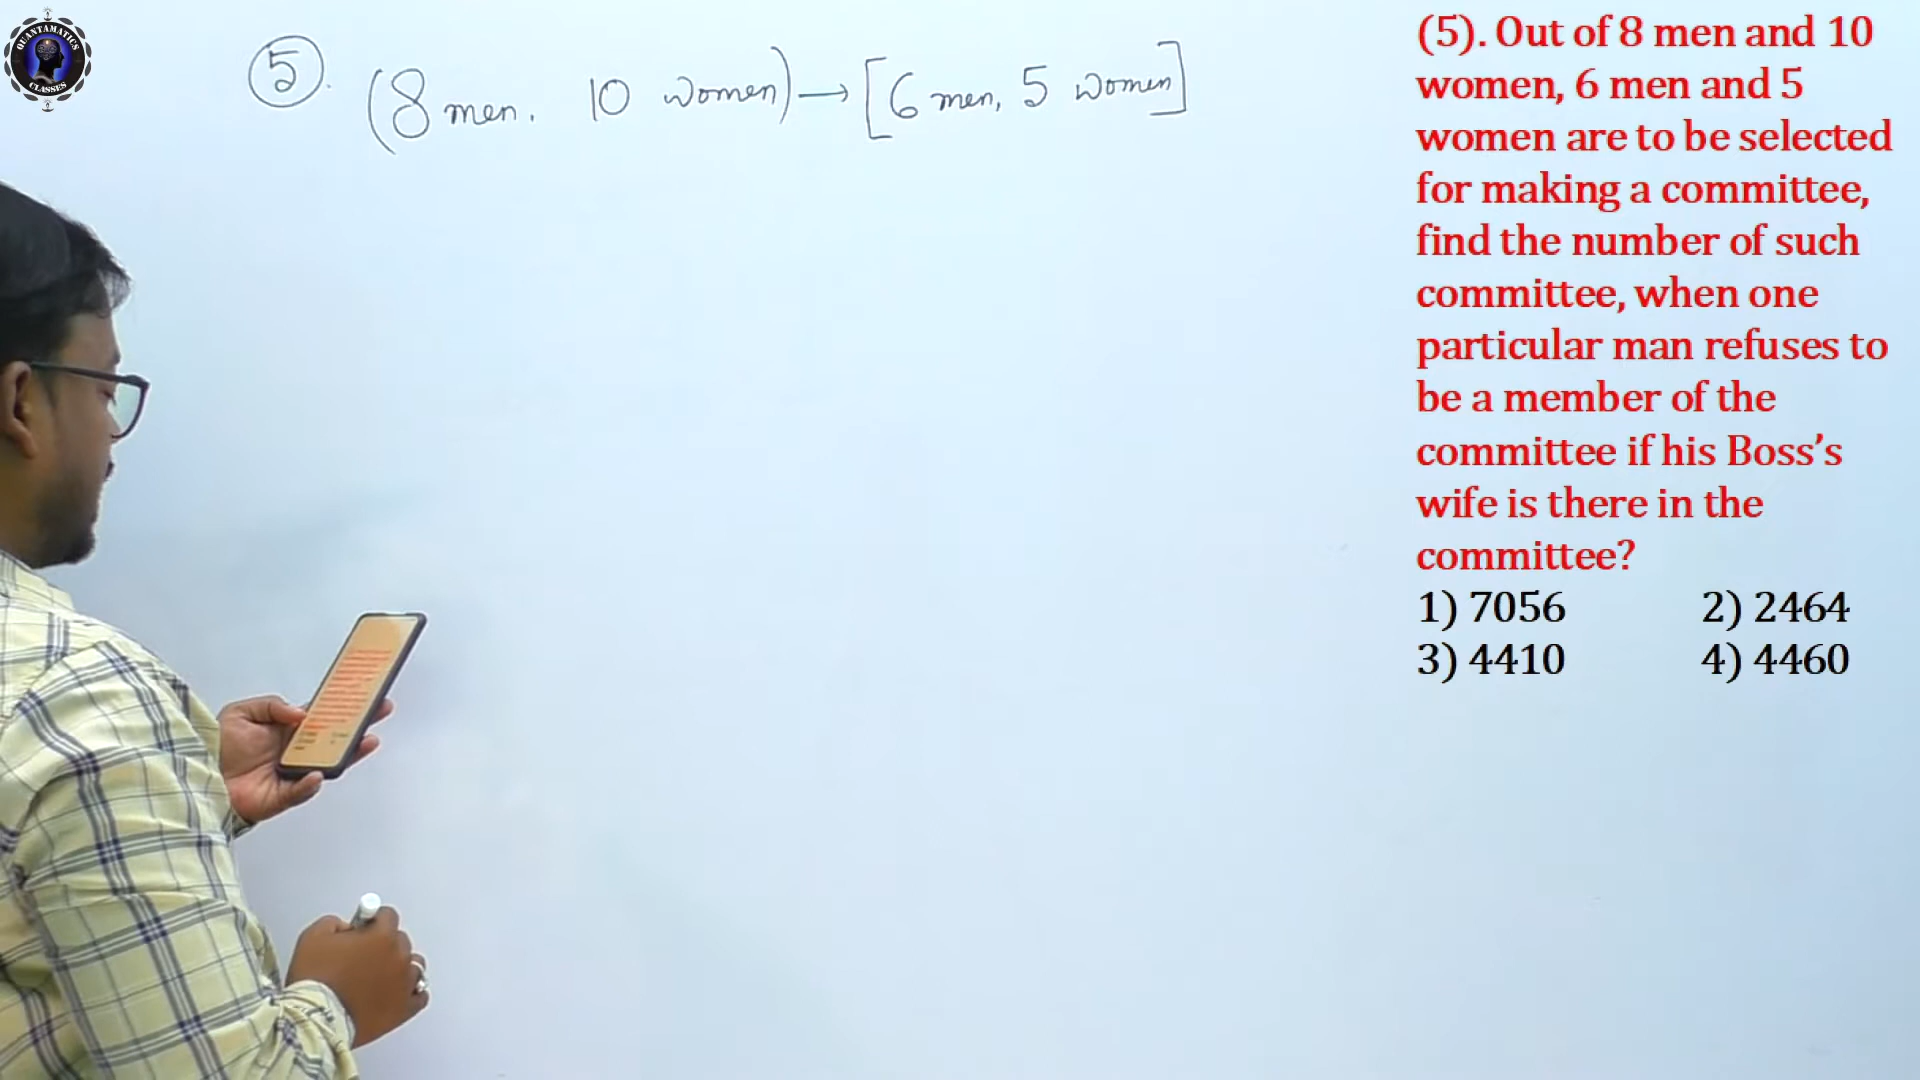 QUANTAMATICS
CLASSES
5. (8 men. 10 women) → [6 men, 5 women]
(5). Out of 8 men and 10
women, 6 men and 5
women are to be selected
for making a committee,
find the number of such
committee, when one
particular man refuses to
be a member of the
committee if his Boss's
wife is there in the
committee?
1) 7056 2) 2464
3) 4410 4) 4460